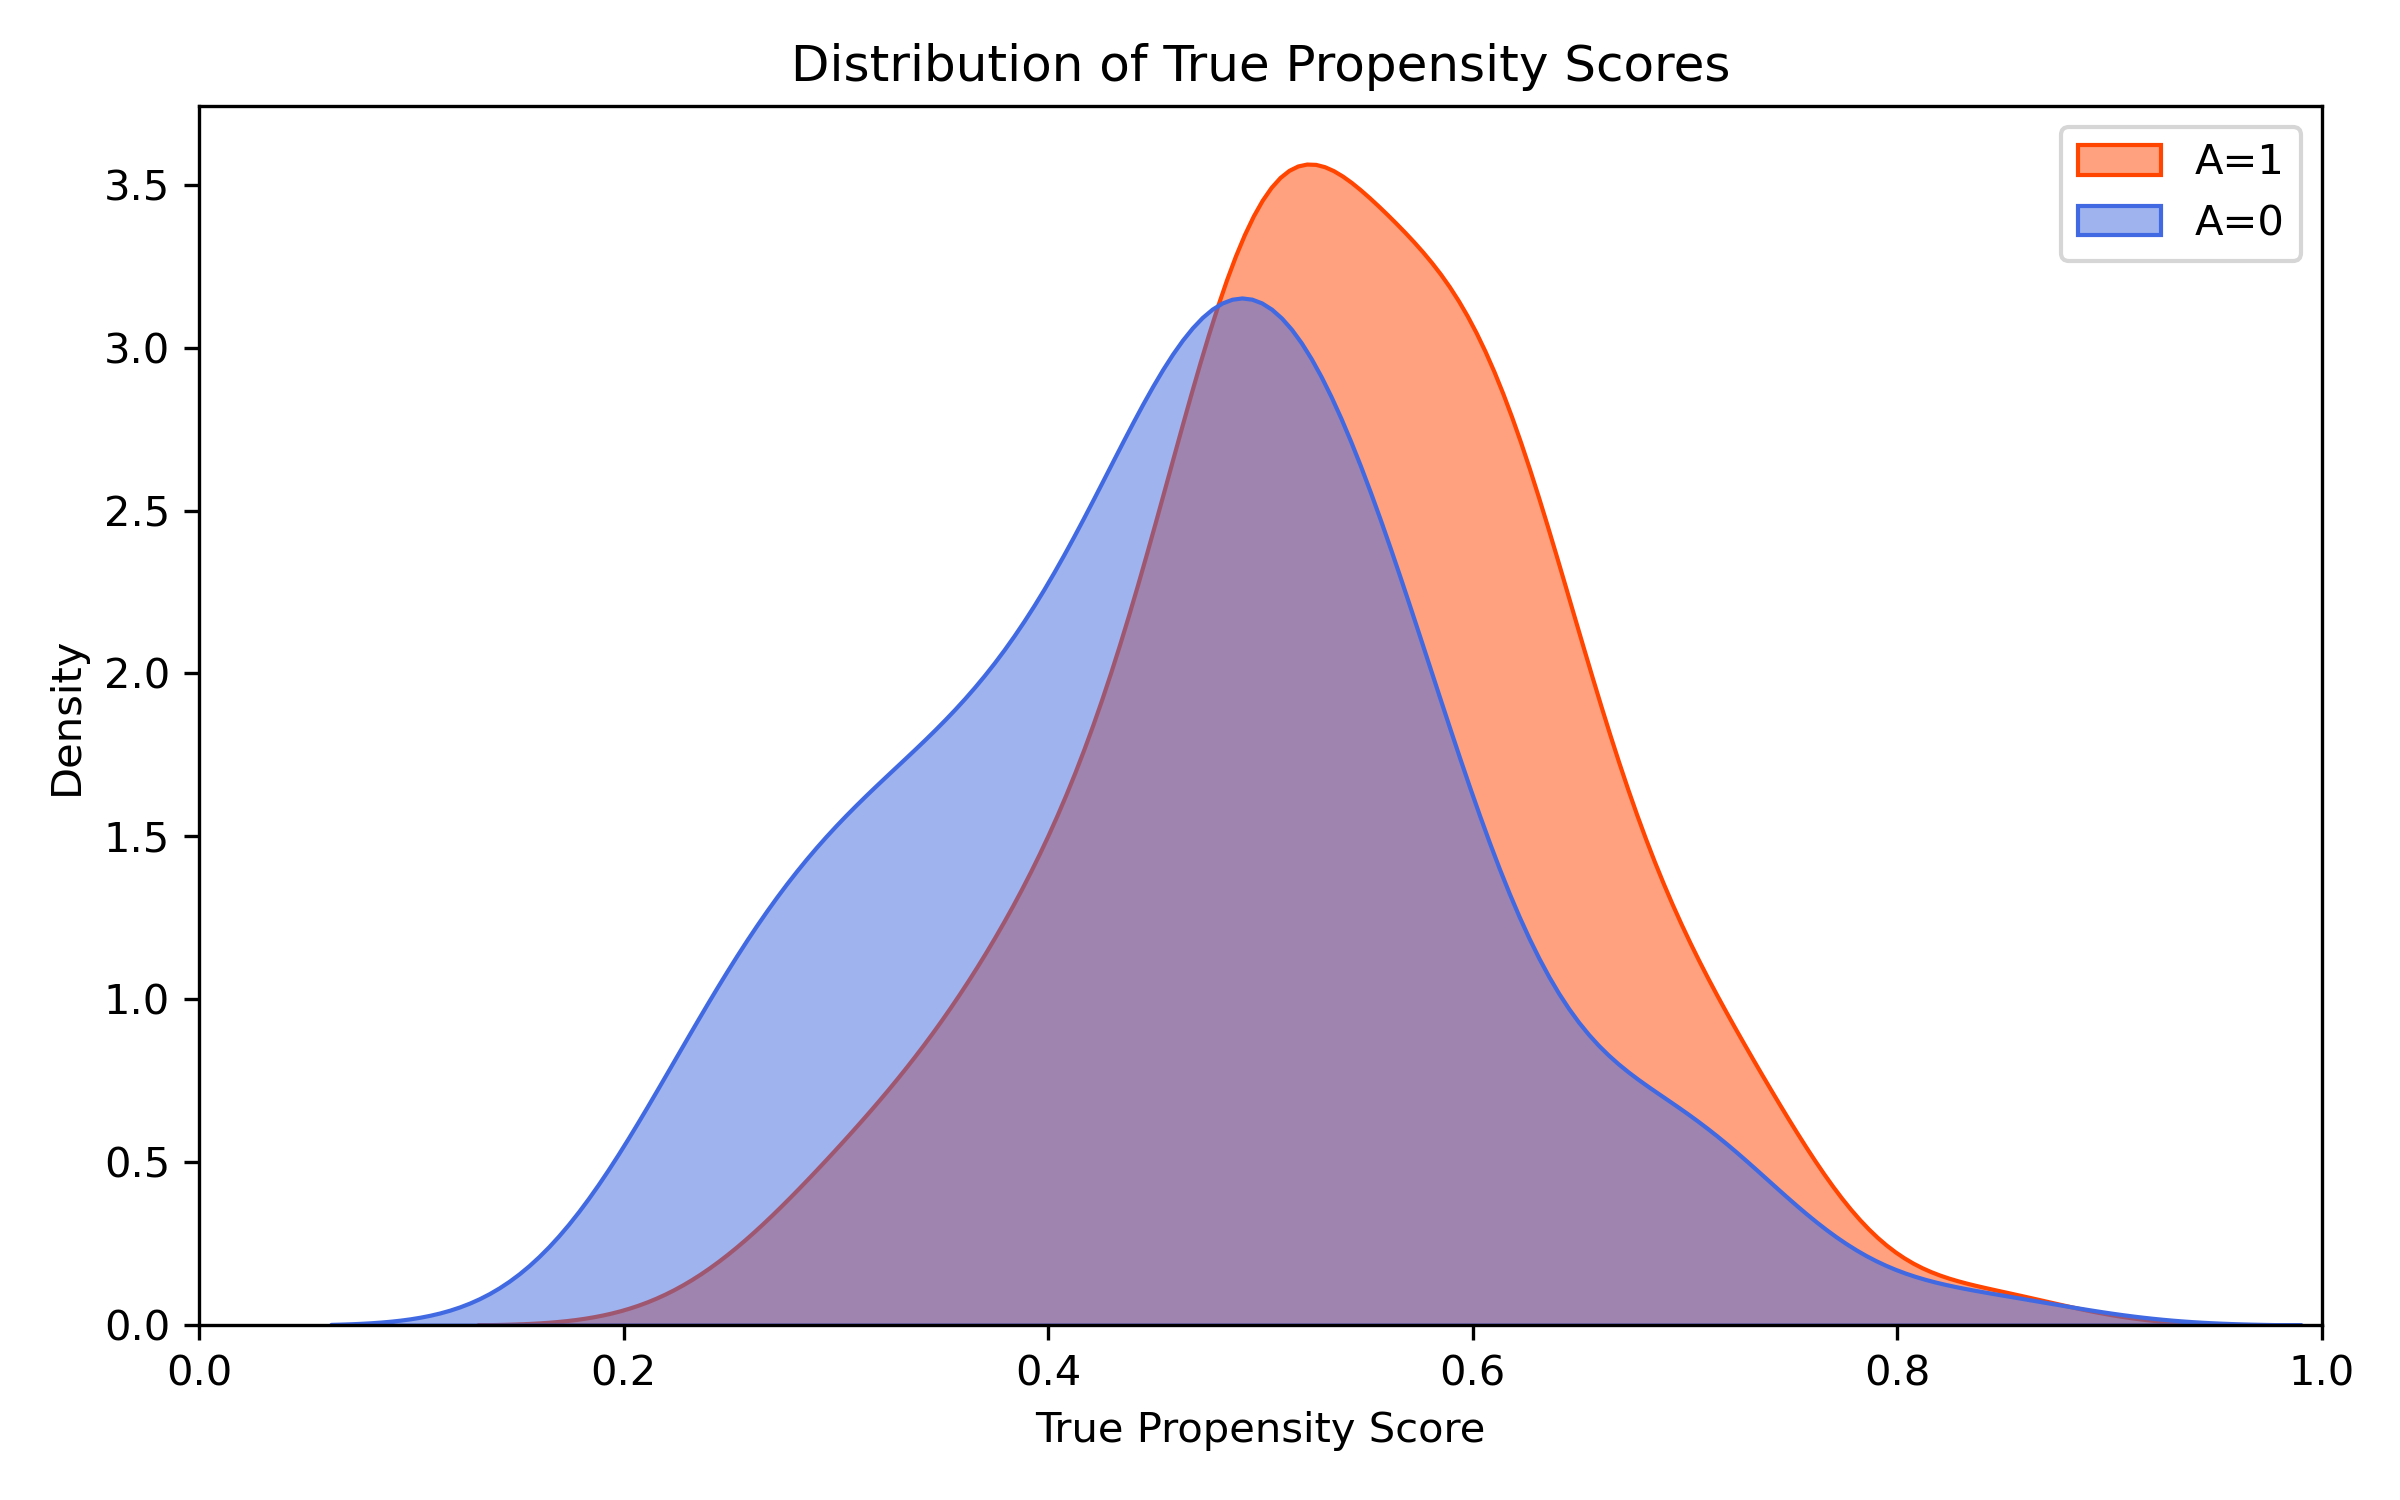 Distribution of True Propensity Scores
A=1
A=0
Density
3.5
3.0
2.5
2.0
1.5
1.0
0.5
0.0
0.0 0.2 0.4 0.6 0.8 1.0
True Propensity Score